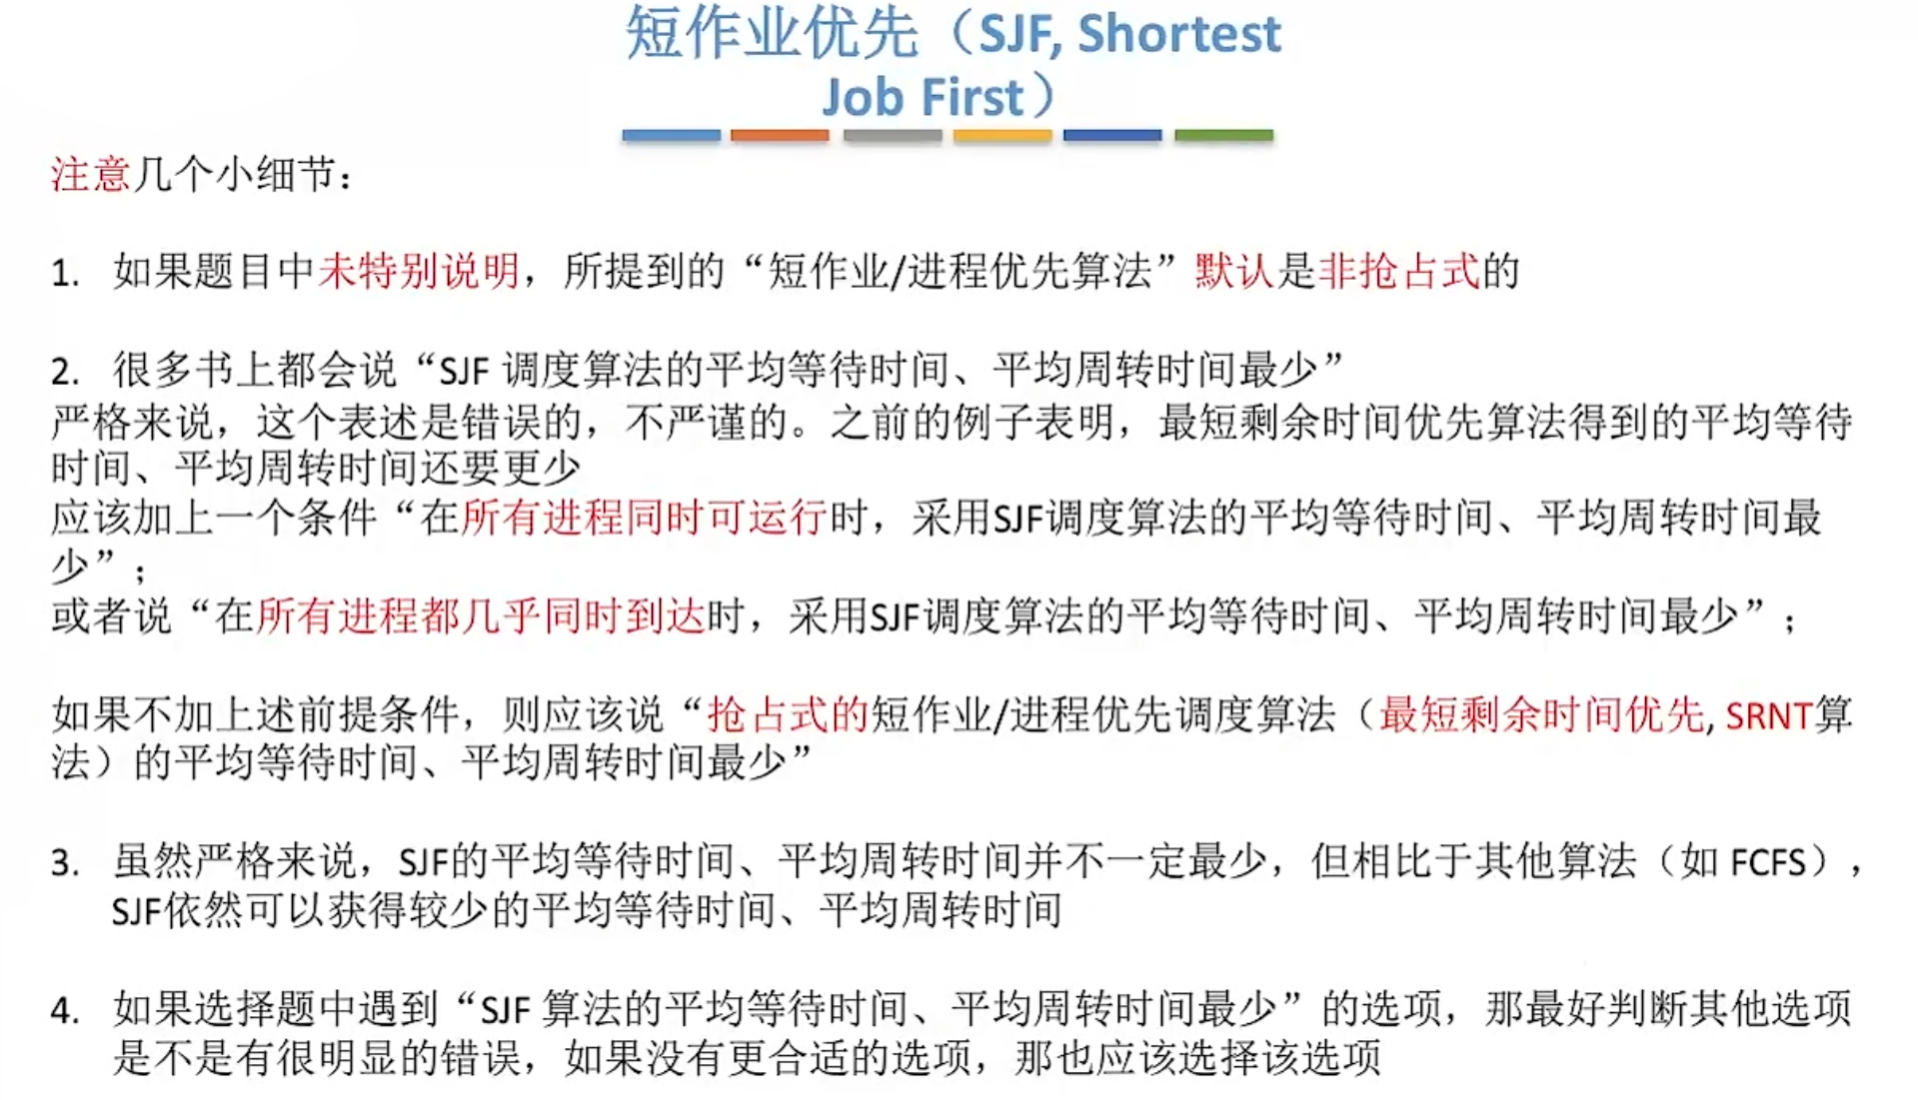 短作业优先（SJF, Shortest
Job First）
注意几个小细节：
1. 如果题目中未特别说明，所提到的“短作业/进程优先算法”默认是非抢占式的
2. 很多书上都会说“SJF 调度算法的平均等待时间、平均周转时间最少”
严格来说，这个表述是错误的，不严谨的。之前的例子表明，最短剩余时间优先算法得到的平均等待
时间、平均周转时间还要更少
应该加上一个条件“在所有进程同时可运行时，采用SJF调度算法的平均等待时间、平均周转时间最
少”；
或者说“在所有进程都几乎同时到达时，采用SJF调度算法的平均等待时间、平均周转时间最少”；
如果不加上述前提条件，则应该说“抢占式的短作业/进程优先调度算法（最短剩余时间优先, SRNT算
法）的平均等待时间、平均周转时间最少”
3. 虽然严格来说，SJF的平均等待时间、平均周转时间并不一定最少，但相比于其他算法（如 FCFS），
SJF依然可以获得较少的平均等待时间、平均周转时间
4. 如果选择题中遇到“SJF 算法的平均等待时间、平均周转时间最少”的选项，那最好判断其他选项
是不是有很明显的错误，如果没有更合适的选项，那也应该选择该选项